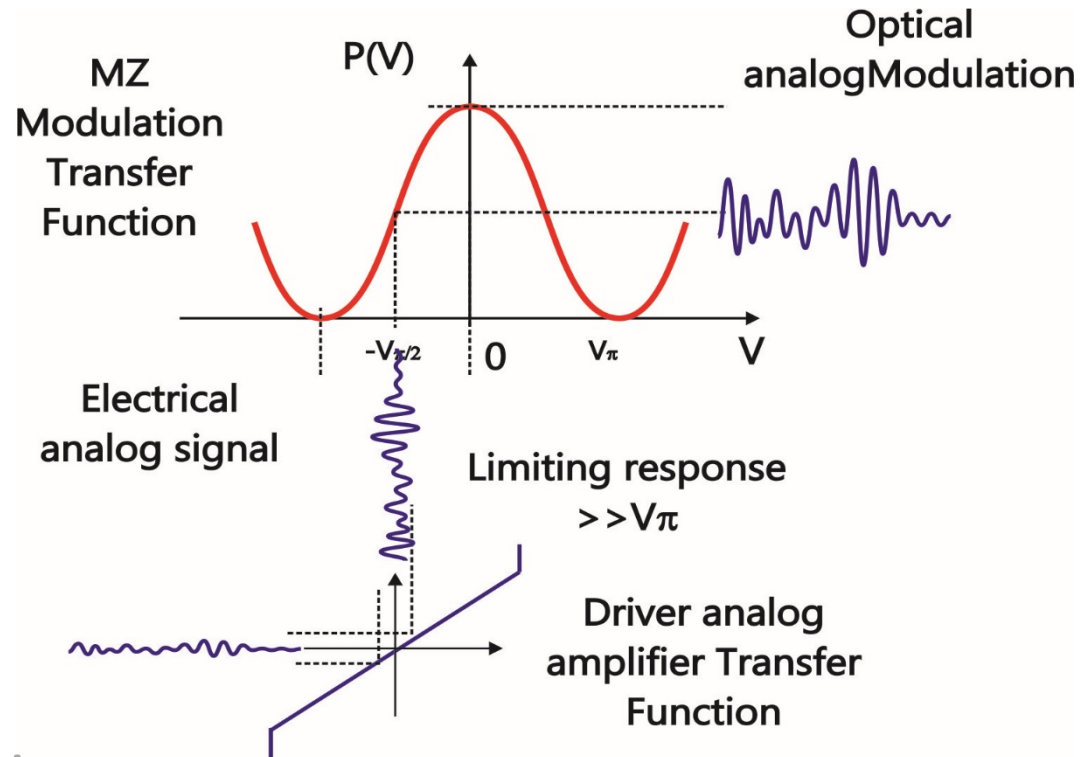 MZ
Modulation
Transfer
Function
P(V)
Optical
analogModulation
-Vπ/2
0
Vπ
V
Electrical
analog signal
Limiting response
>>Vπ
Driver analog
amplifier Transfer
Function